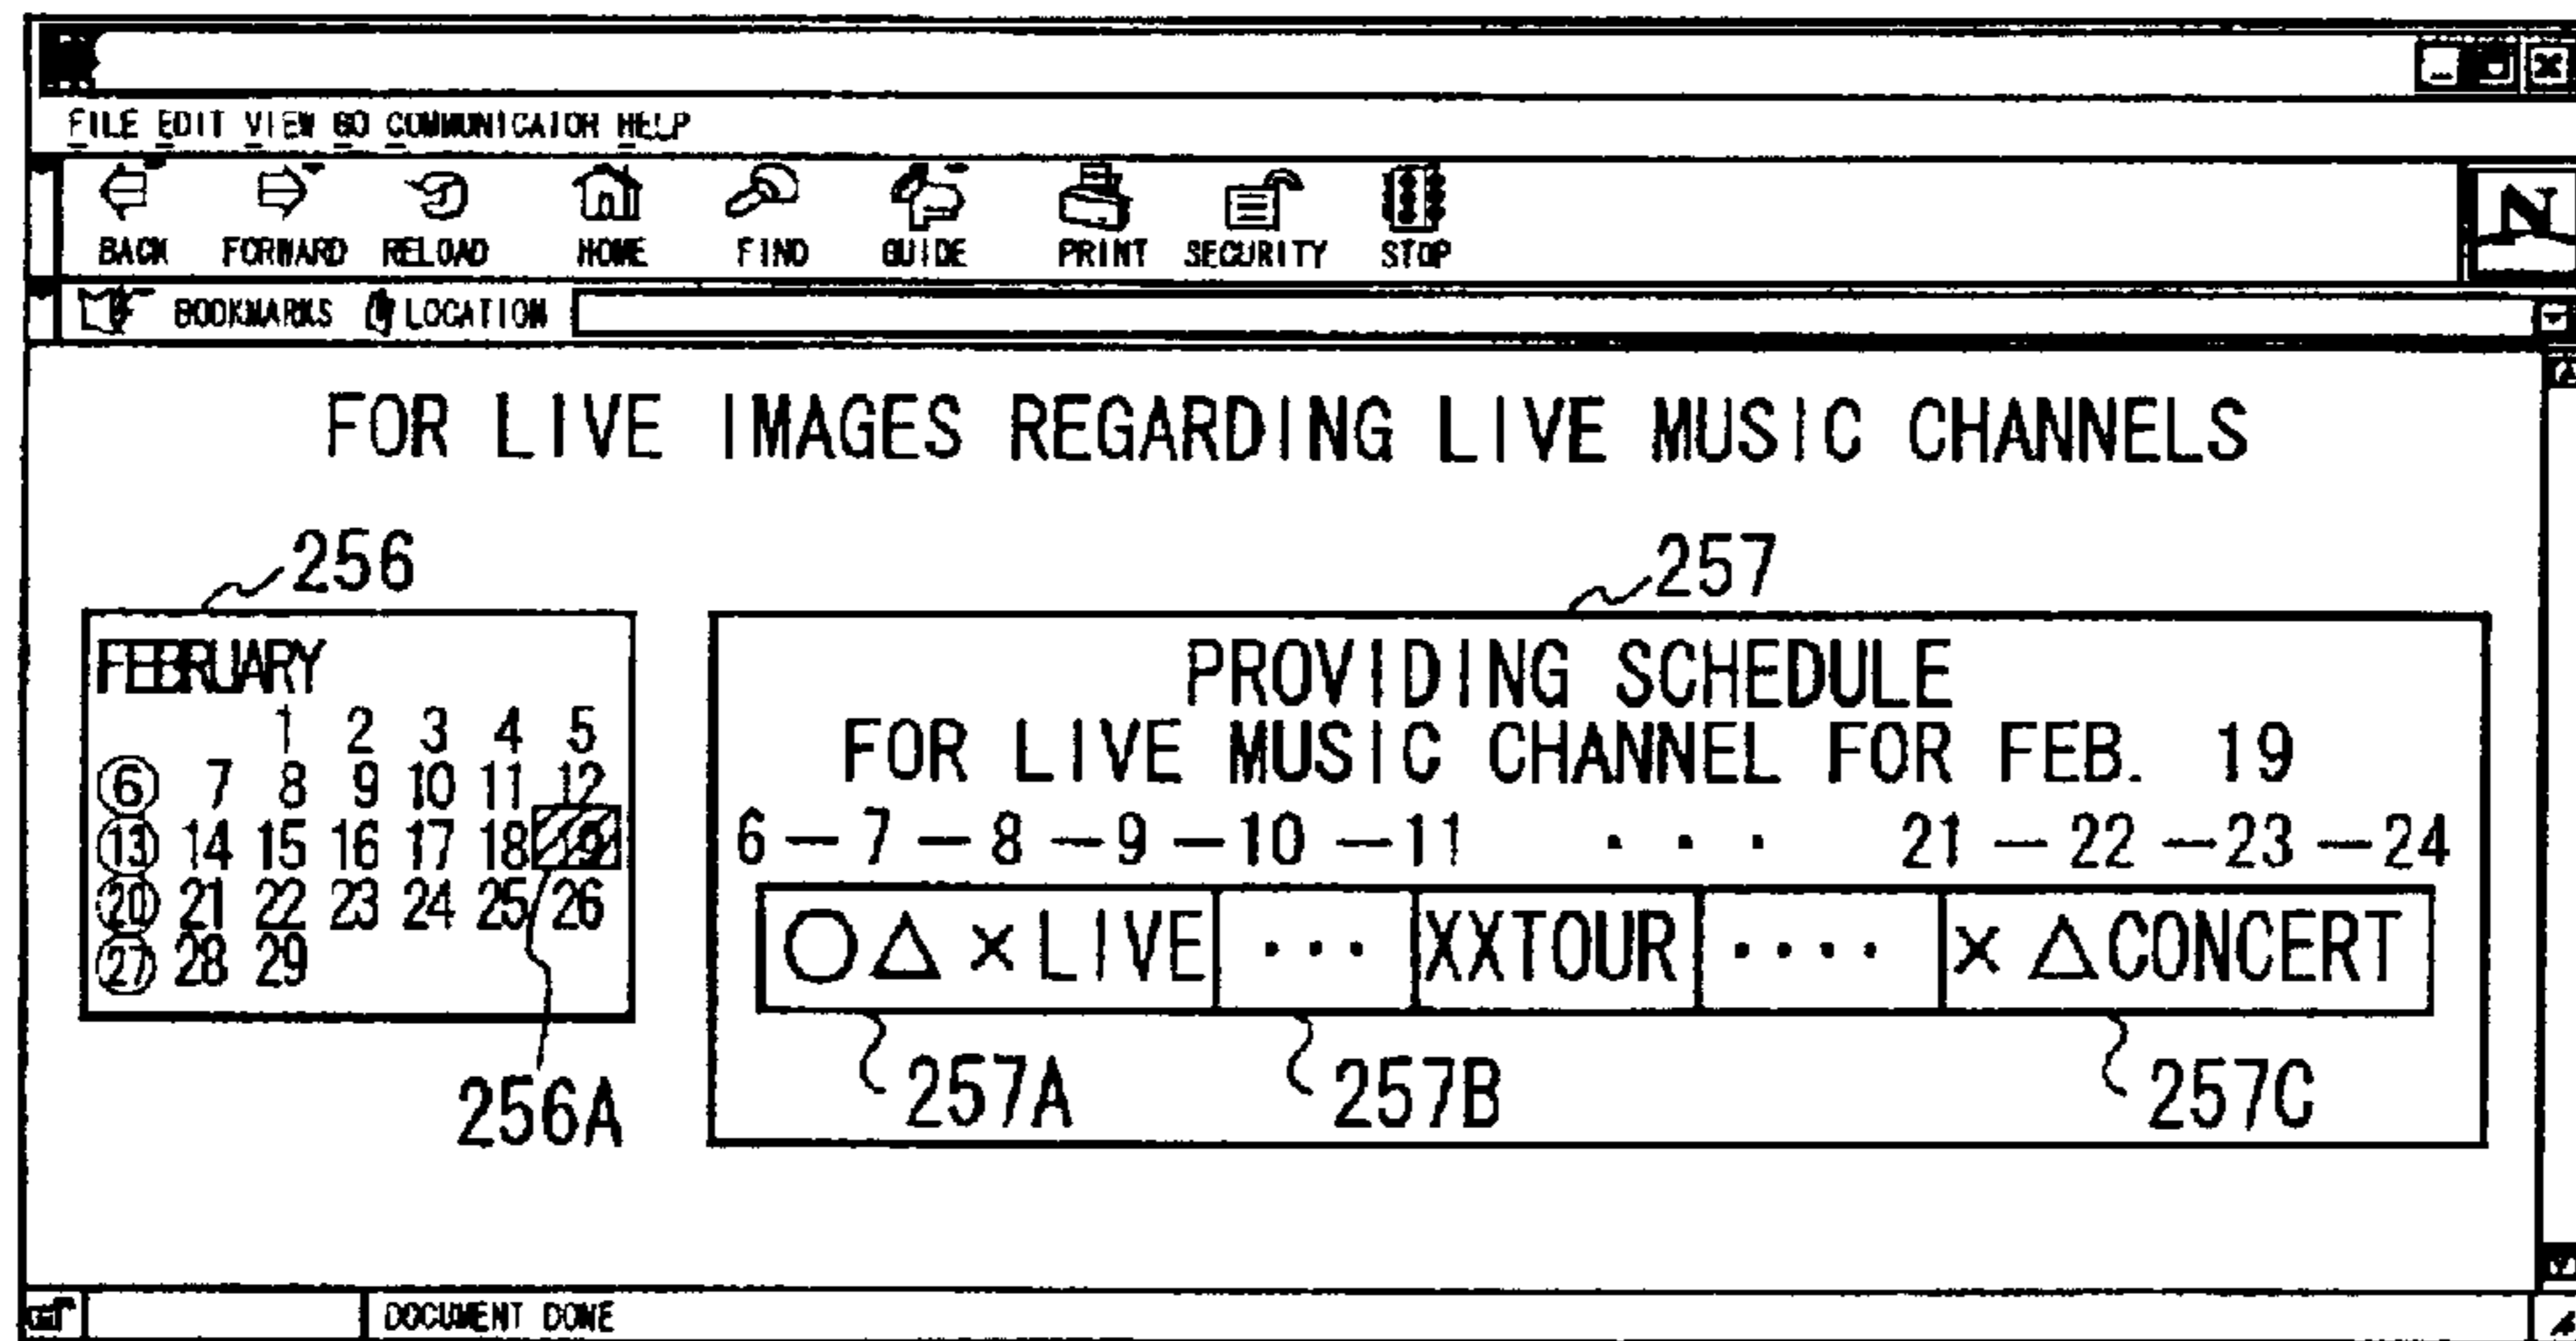 FILE EDIT VIEW GO COMMUNICATOR HELP
BACK FORWARD RELOAD HOME FIND GUIDE PRINT SECURITY STOP
N
BOOKMARKS LOCATION
FOR LIVE IMAGES REGARDING LIVE MUSIC CHANNELS
256
257
FEBRUARY
1 2 3 4 5
6 7 8 9 10 11 12
13 14 15 16 17 18 19
20 21 22 23 24 25 26
27 28 29
256A
PROVIDING SCHEDULE
FOR LIVE MUSIC CHANNEL FOR FEB. 19
6—7—8—9—10—11 · · · 21—22—23—24
○△×LIVE ··· XXTOUR ···· ×△CONCERT
257A 257B 257C
DOCUMENT DONE